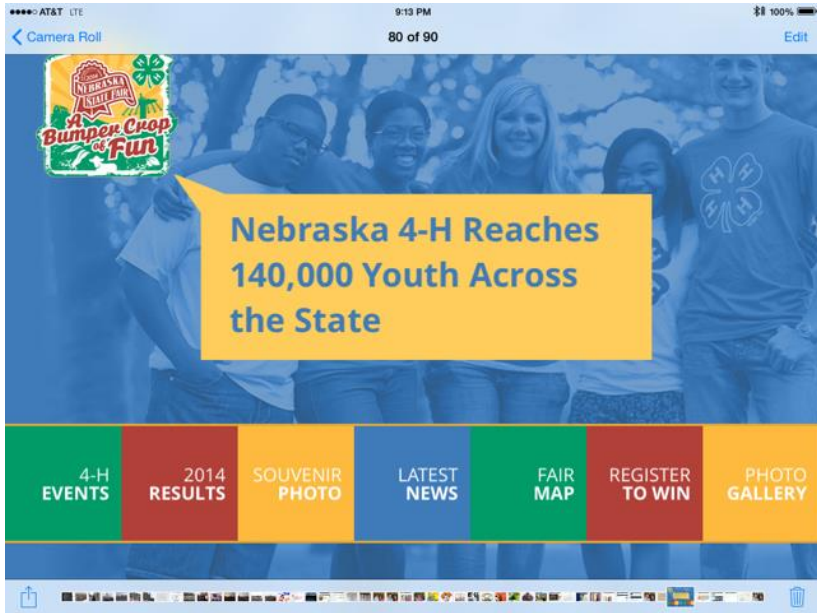 AT&T LTE
9:13 PM
100%
Camera Roll
80 of 90
Edit
2014
NEBRASKA
STATE FAIR
A
Bumper Crop
of Fun
H H
H H
Nebraska 4-H Reaches
140,000 Youth Across
the State
4-H
EVENTS
2014
RESULTS
SOUVENIR
PHOTO
LATEST
NEWS
FAIR
MAP
REGISTER
TO WIN
PHOTO
GALLERY